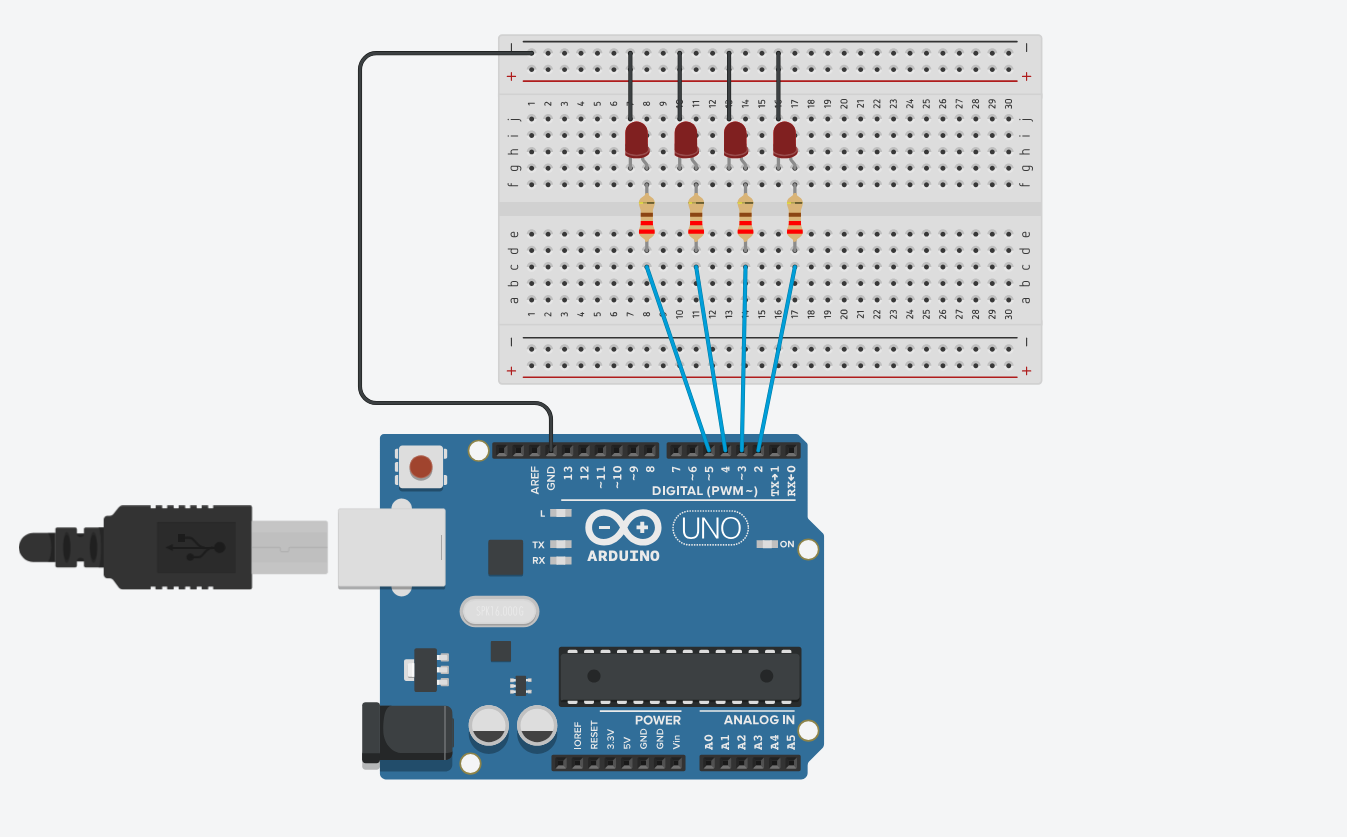 − −
+ +
1 2 3 4 5 6 7 8 9 10 11 12 13 14 15 16 17 18 19 20 21 22 23 24 25 26 27 28 29 30
j j
i i
h h
g g
f f
e e
d d
c c
b b
a a
1 2 3 4 5 6 7 8 9 10 11 12 13 14 15 16 17 18 19 20 21 22 23 24 25 26 27 28 29 30
− −
+ +
AREF GND 13 12 ~11 ~10 ~9 8 7 ~6 ~5 4 ~3 2 TX→1 RX←0
DIGITAL (PWM ~)
L
UNO
TX
RX
ARDUINO
ON
SPK16.000G
POWER ANALOG IN
IOREF RESET 3.3V 5V GND GND Vin A0 A1 A2 A3 A4 A5